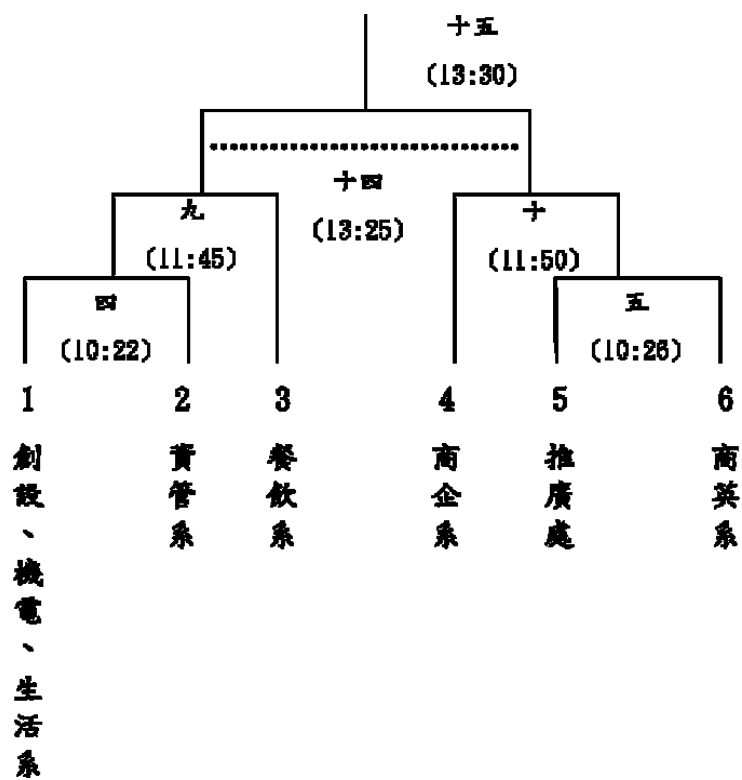 十五
(13:30)
十四
(13:25)
九
(11:45)
十
(11:50)
四
(10:22)
五
(10:26)
1
2
3
4
5
6
創設、機電、生活系
資管系
餐飲系
商企系
推廣處
商英系